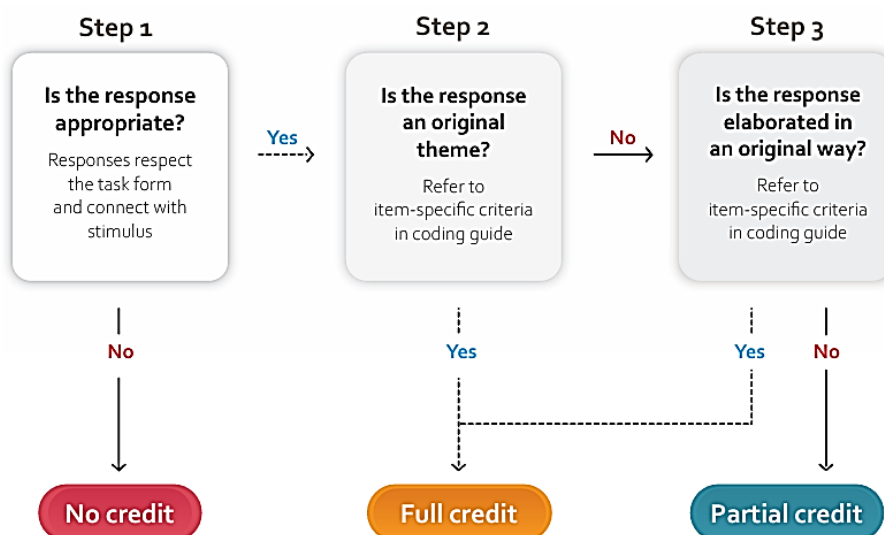 Step 1
Step 2
Step 3
Is the response
appropriate?
Responses respect
the task form
and connect with
stimulus
Yes
Is the response
an original
theme?
Refer to
item-specific criteria
in coding guide
No
Is the response
elaborated in
an original way?
Refer to
item-specific criteria
in coding guide
No
Yes
Yes
No
No credit
Full credit
Partial credit